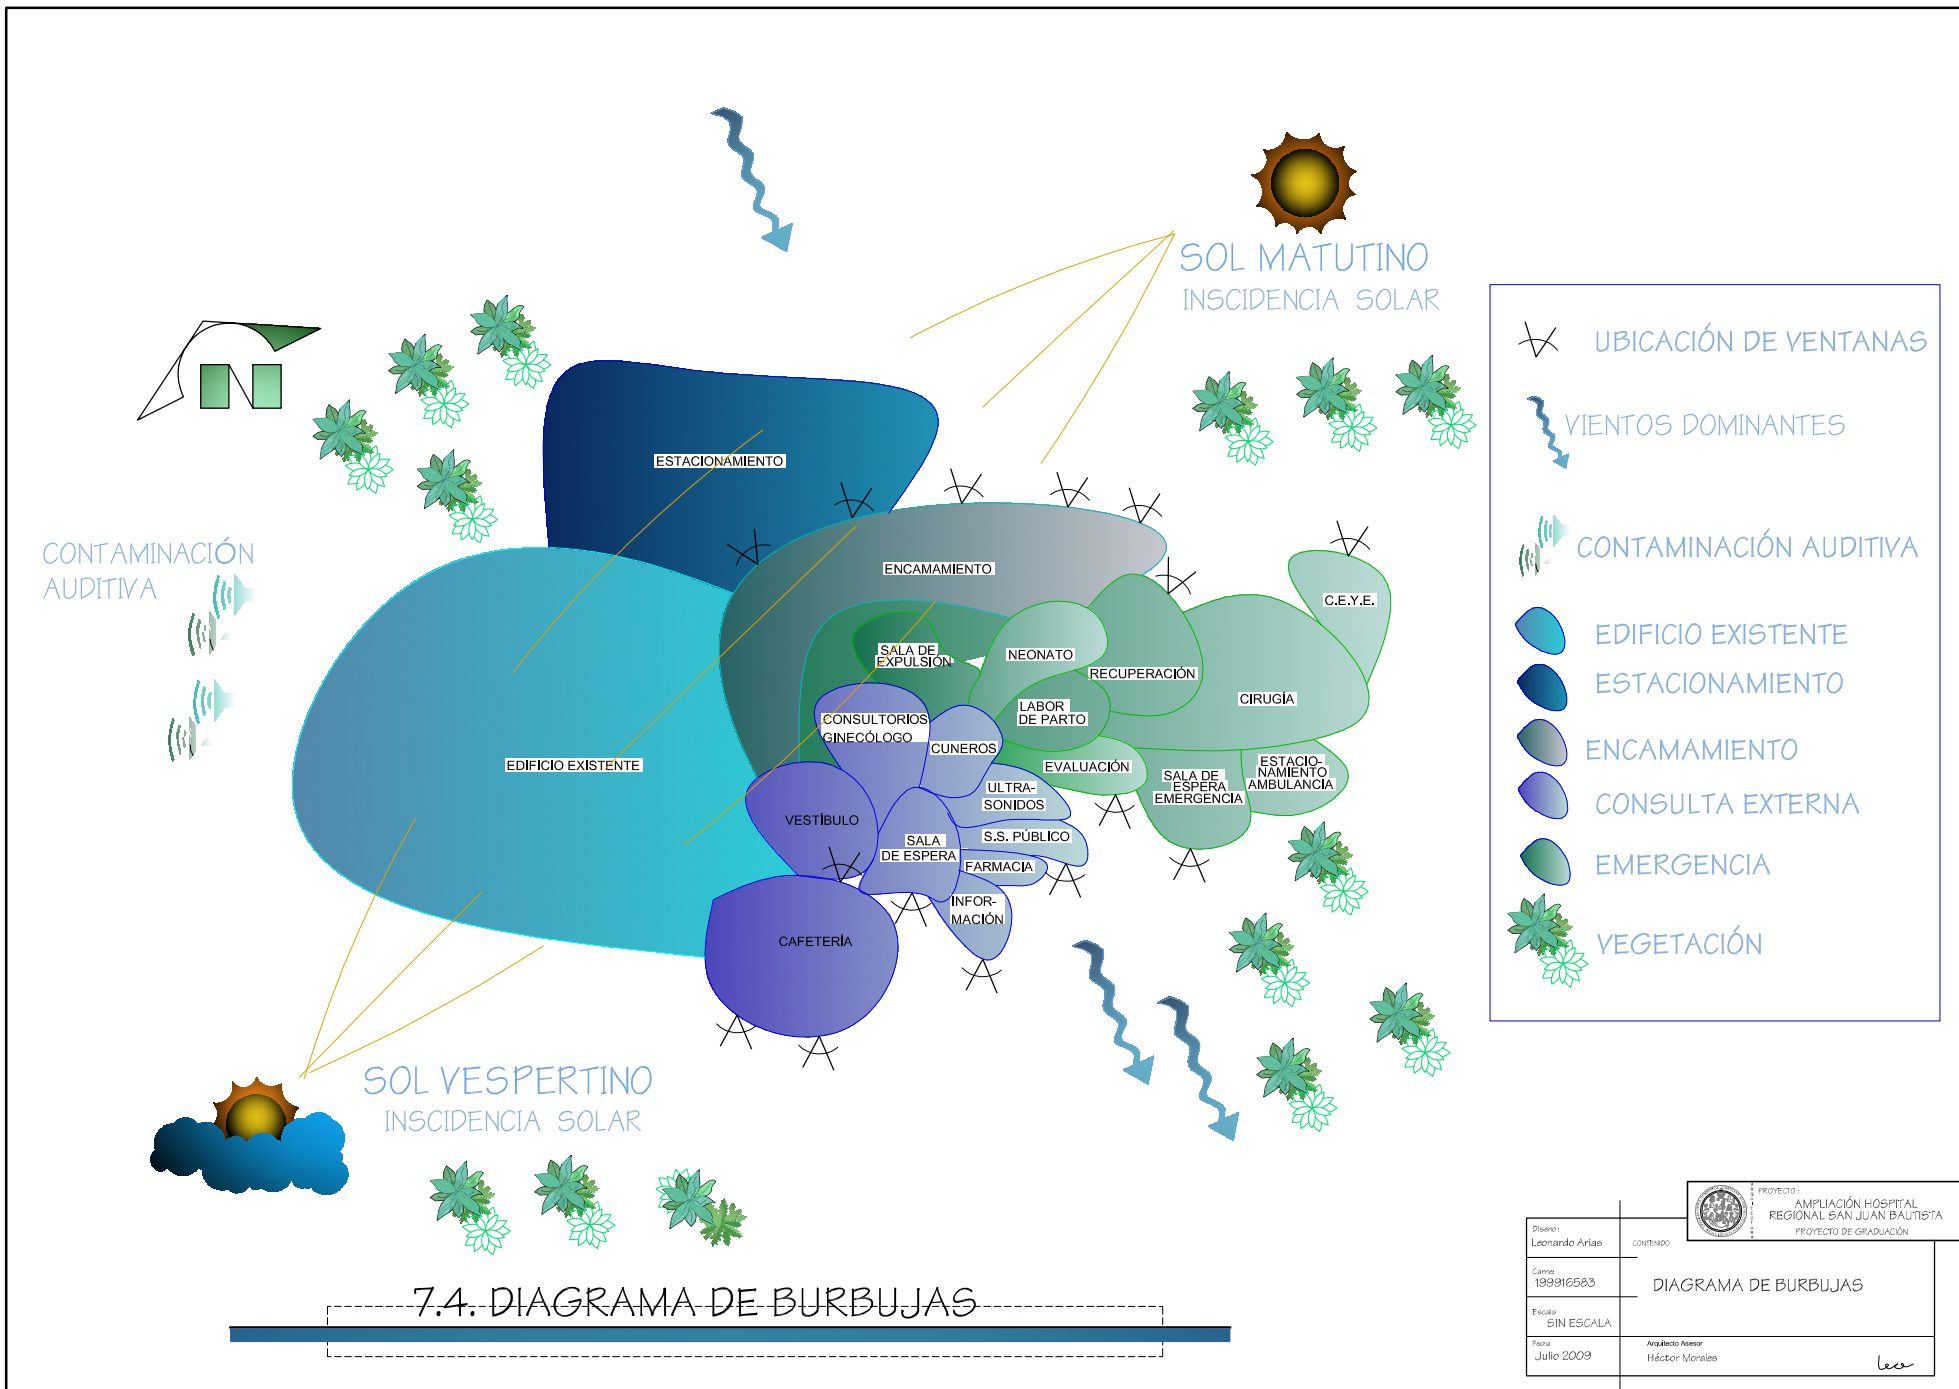 SOL MATUTINO
INSCIDENCIA SOLAR
N
CONTAMINACIÓN
AUDITIVA
ESTACIONAMIENTO
ENCAMAMIENTO
C.E.Y.E.
SALA DE
EXPULSIÓN
NEONATO
RECUPERACIÓN
CIRUGÍA
LABOR
DE PARTO
CONSULTORIOS
GINECÓLOGO
CUNEROS
EDIFICIO EXISTENTE
EVALUACIÓN
ESTACIO-
NAMIENTO
AMBULANCIA
SALA DE
ESPERA
EMERGENCIA
ULTRA-
SONIDOS
VESTÍBULO
S.S. PÚBLICO
SALA
DE ESPERA
FARMACIA
INFOR-
MACIÓN
CAFETERÍA
SOL VESPERTINO
INSCIDENCIA SOLAR
UBICACIÓN DE VENTANAS
VIENTOS DOMINANTES
CONTAMINACIÓN AUDITIVA
EDIFICIO EXISTENTE
ESTACIONAMIENTO
ENCAMAMIENTO
CONSULTA EXTERNA
EMERGENCIA
VEGETACIÓN
7.4. DIAGRAMA DE BURBUJAS
PROYECTO:
AMPLIACIÓN HOSPITAL
REGIONAL SAN JUAN BAUTISTA
PROYECTO DE GRADUACIÓN
Diseno:
Leonardo Arias
CONTENIDO
Carne:
199916583
DIAGRAMA DE BURBUJAS
Escala:
SIN ESCALA
Fecha
Julio 2009
Arquitecto Asesor
Héctor Morales